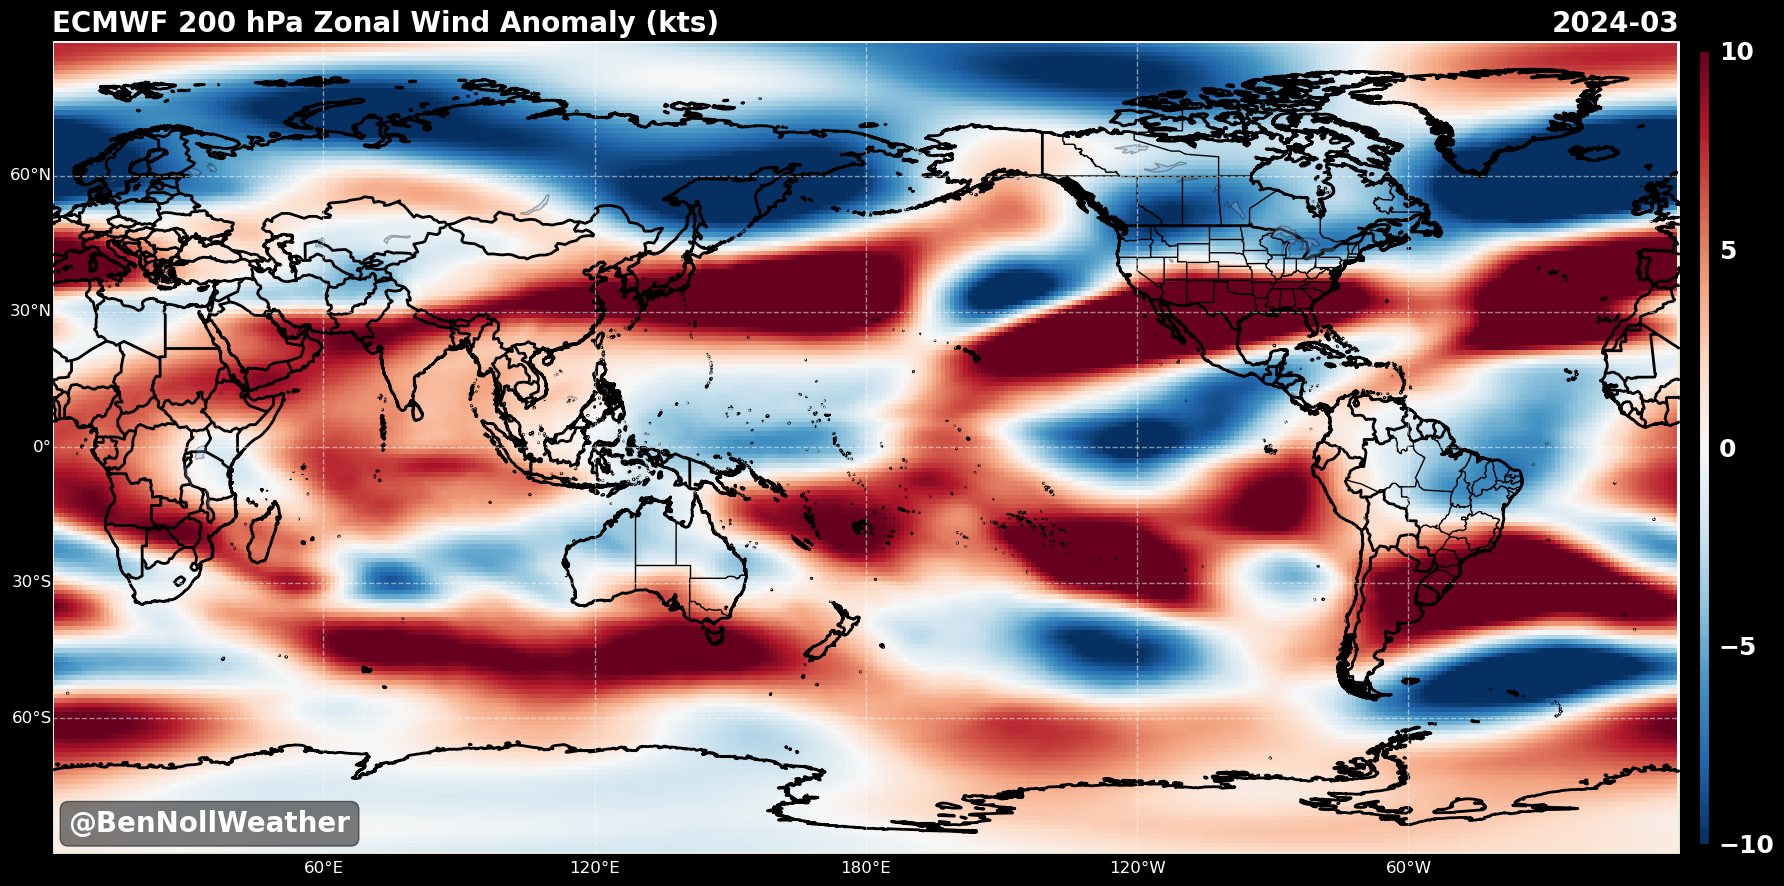 ECMWF 200 hPa Zonal Wind Anomaly (kts)
2024-03
10
5
0
−5
−10
60°N
30°N
0°
30°S
60°S
60°E
120°E
180°E
120°W
60°W
@BenNollWeather